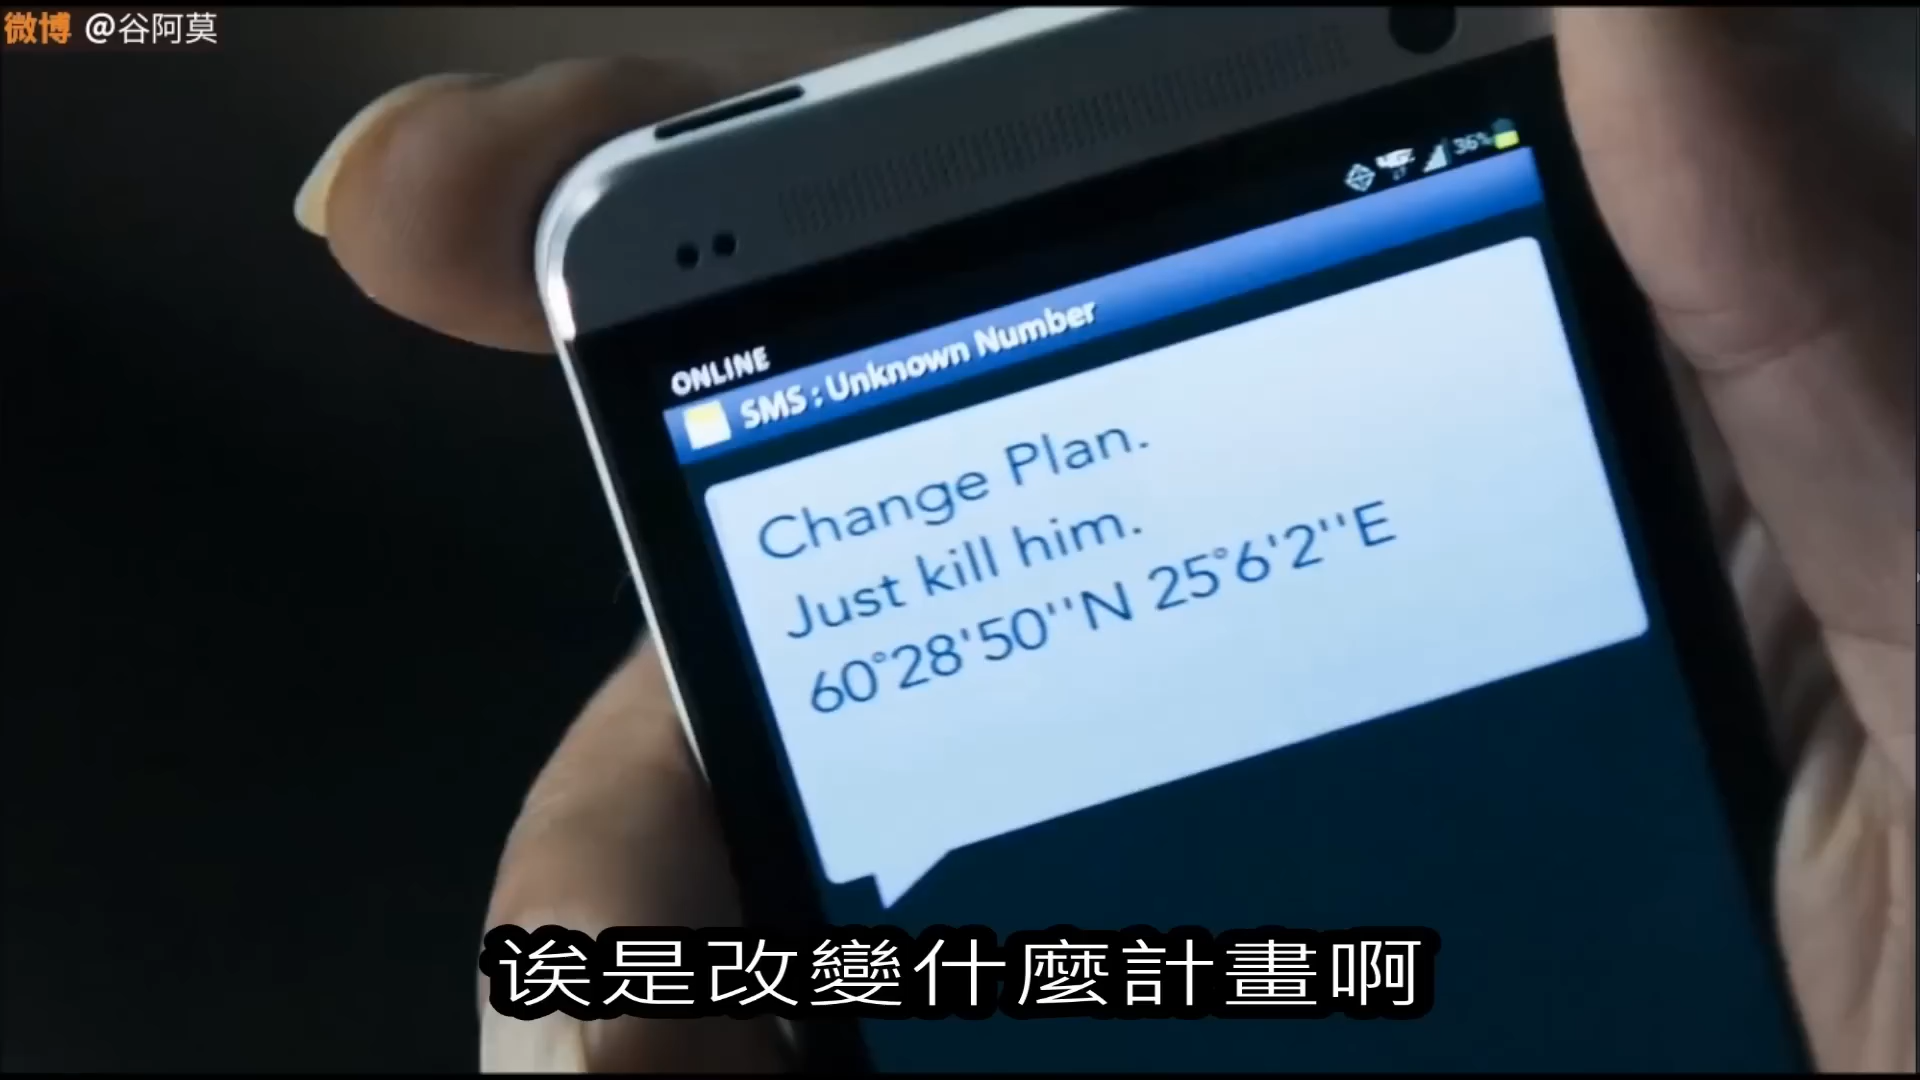 微博 @谷阿莫
36%
ONLINE
SMS : Unknown Number
Change Plan.
Just kill him.
60°28'50''N 25°6'2''E
诶是改變什麼計畫啊